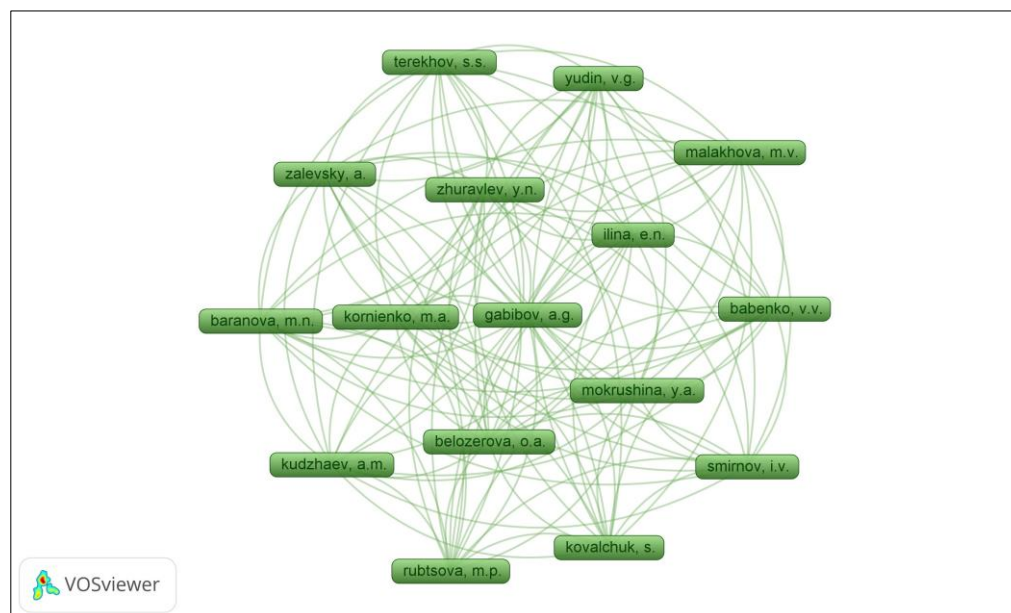 terekhov, s.s.
yudin, v.g.
malakhova, m.v.
zalevsky, a.
zhuravlev, y.n.
ilina, e.n.
baranova, m.n.
kornienko, m.a.
gabibov, a.g.
babenko, v.v.
mokrushina, y.a.
belozerova, o.a.
kudzhaev, a.m.
smirnov, i.v.
kovalchuk, s.
rubtsova, m.p.
VOSviewer